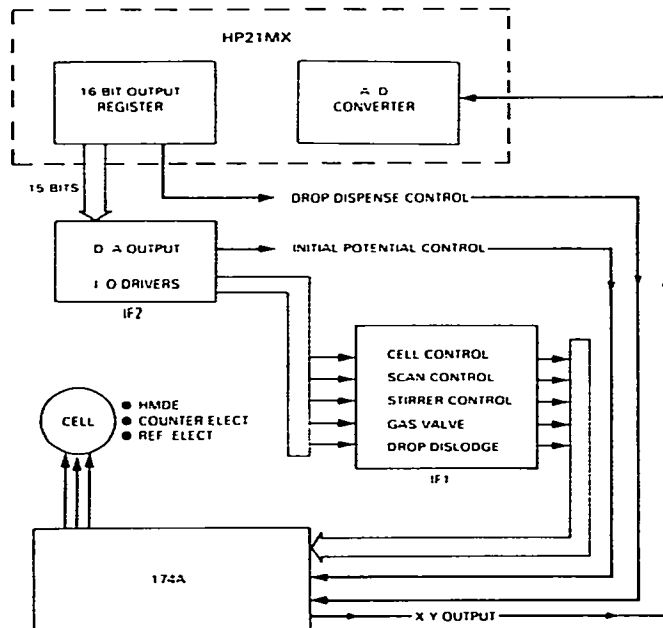 HP21MX
16 BIT OUTPUT
REGISTER
A D
CONVERTER
15 BITS
DROP DISPENSE CONTROL
D A OUTPUT
I O DRIVERS
INITIAL POTENTIAL CONTROL
IF2
CELL CONTROL
SCAN CONTROL
STIRRER CONTROL
GAS VALVE
DROP DISLODGE
IF1
CELL
● HMDE
● COUNTER ELECT
● REF ELECT
174A
X Y OUTPUT